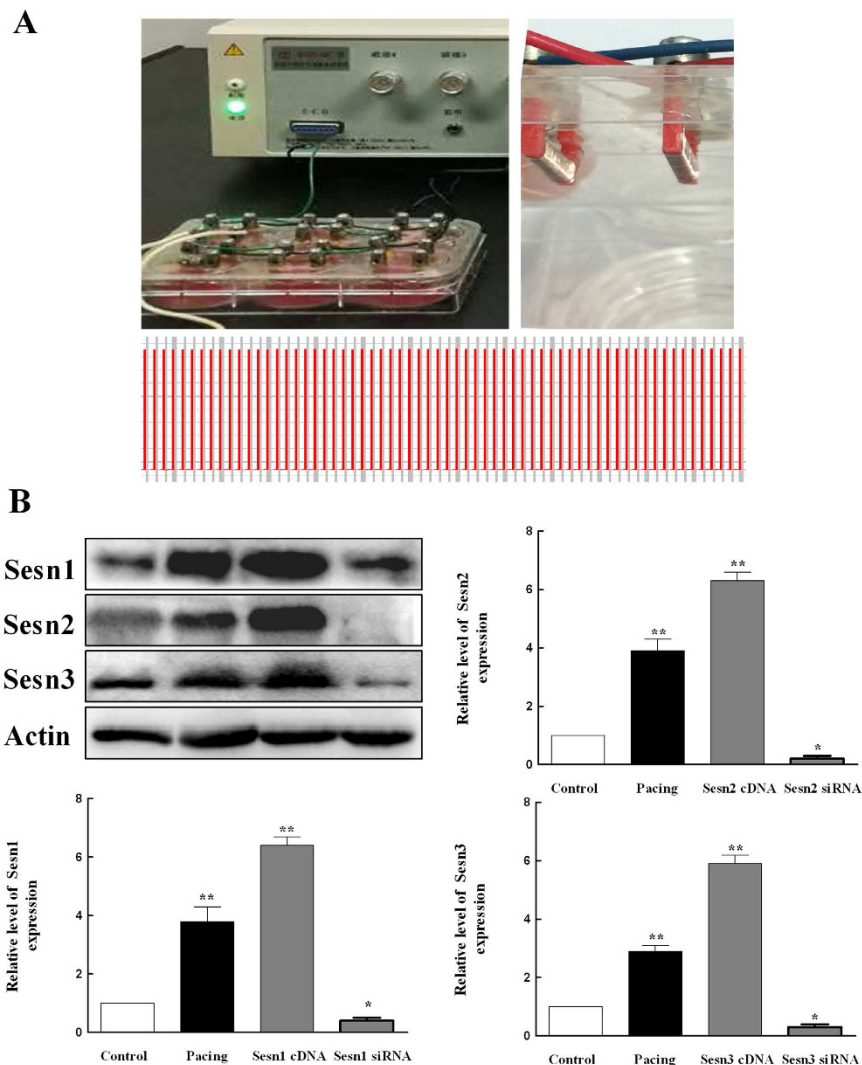 A
B
Sesn1
Sesn2
Sesn3
Actin
Relative level of Sesn2
expression
8
6
4
2
0
**
**
*
Control Pacing Sesn2 cDNA Sesn2 siRNA
Relative level of Sesn1
expression
8
6
4
2
0
**
**
*
Control Pacing Sesn1 cDNA Sesn1 siRNA
Relative level of Sesn3
expression
8
6
4
2
0
**
**
*
Control Pacing Sesn3 cDNA Sesn3 siRNA